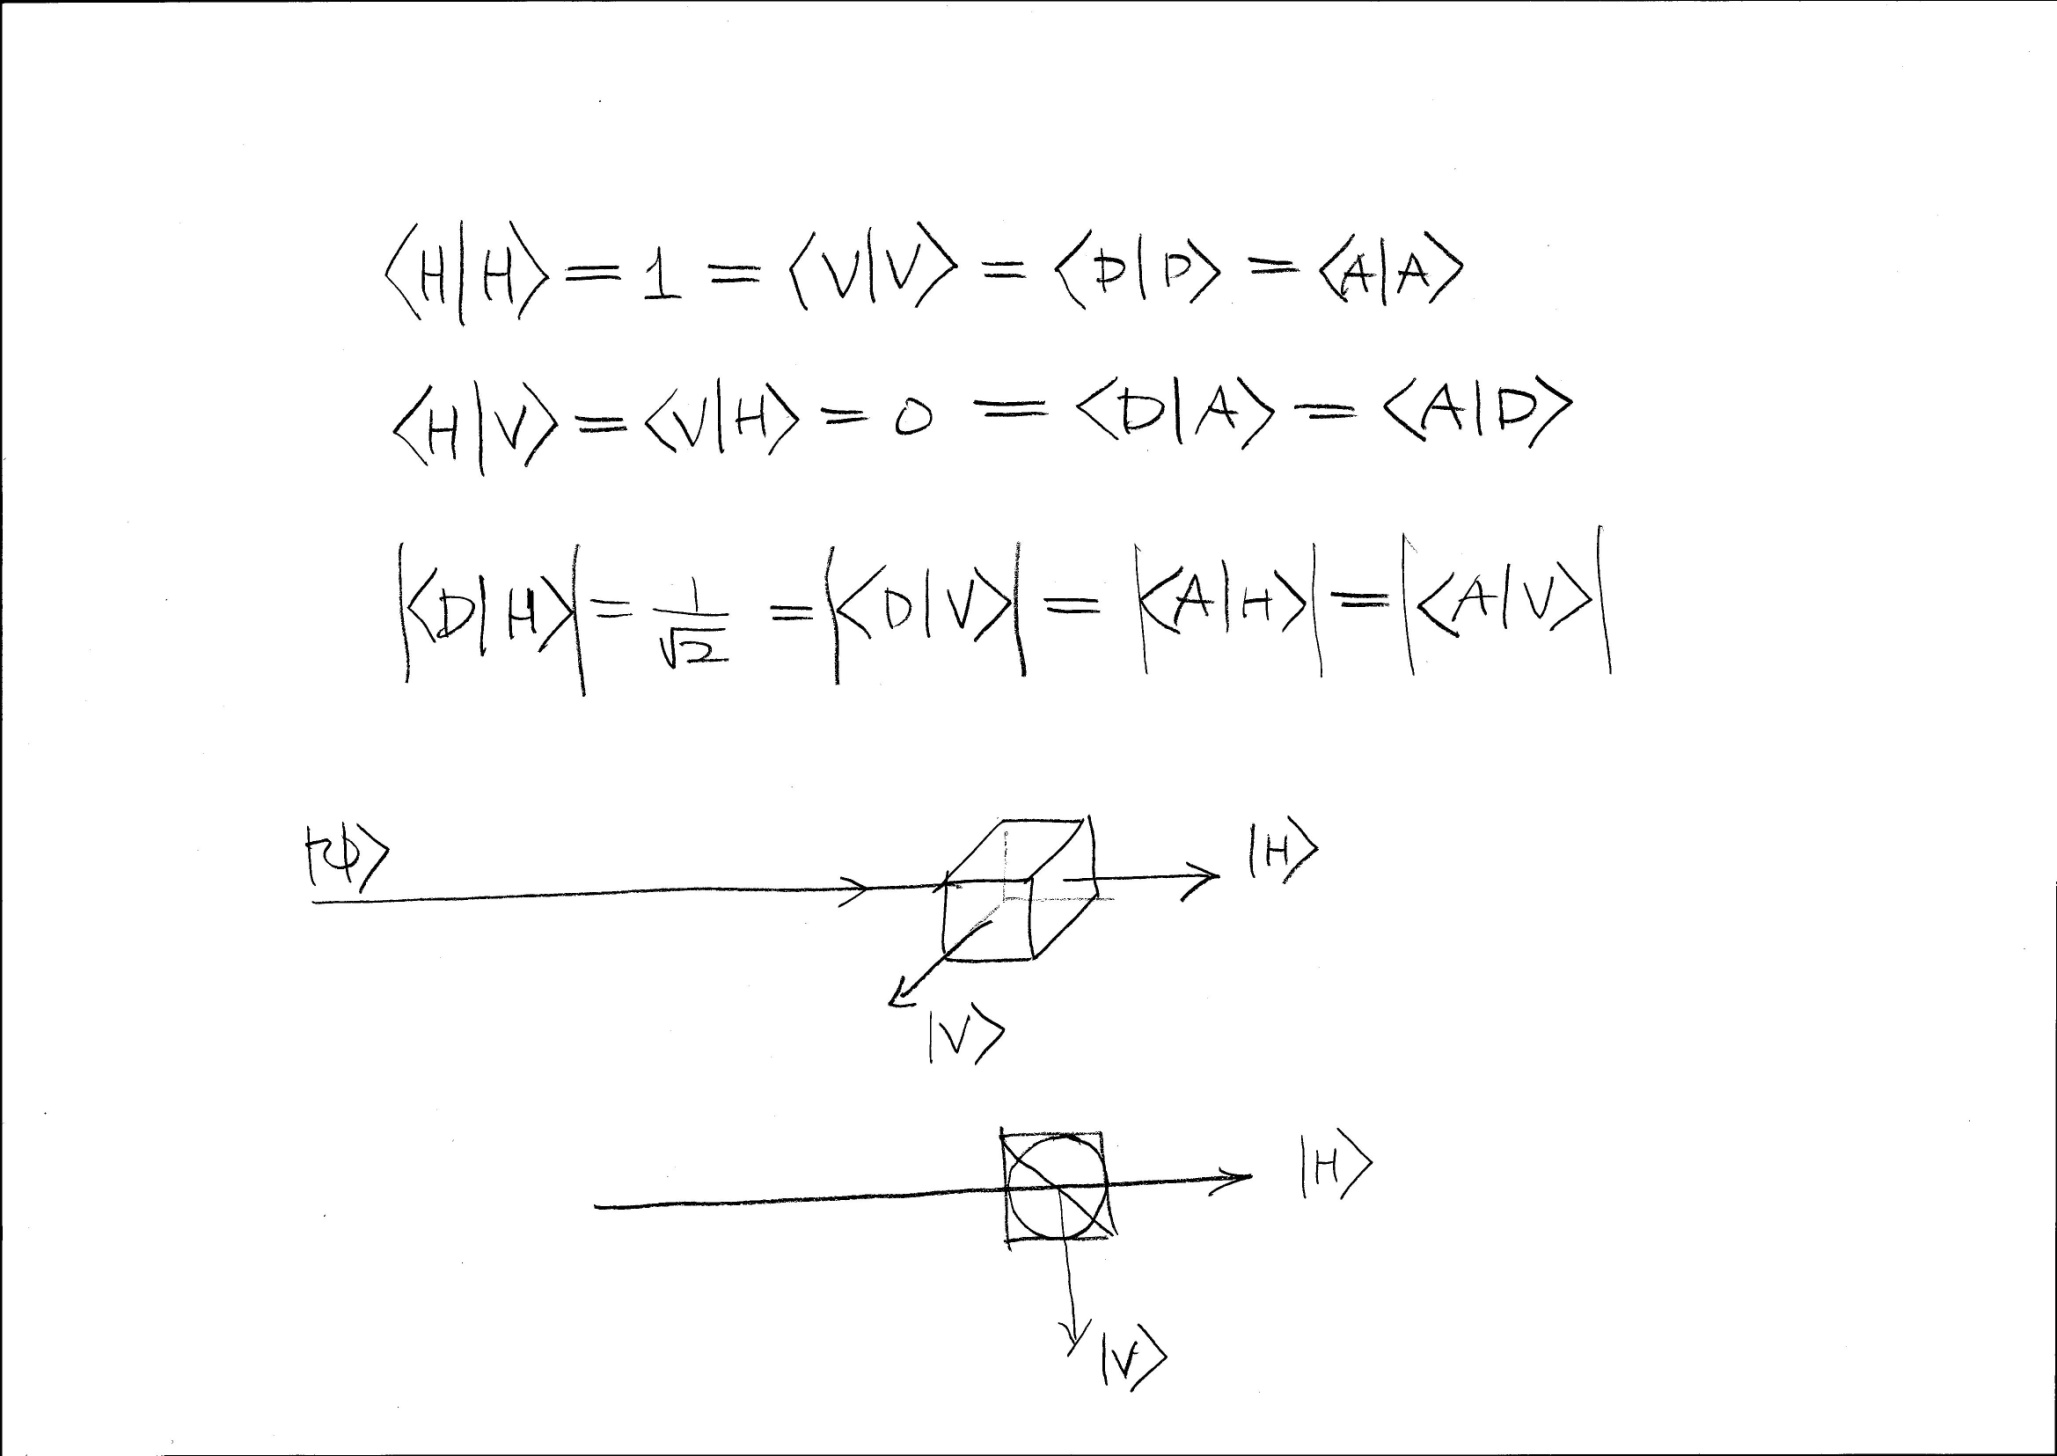 ⟨H|H⟩ = 1 = ⟨V|V⟩ = ⟨D|D⟩ = ⟨A|A⟩
⟨H|V⟩ = ⟨V|H⟩ = 0 = ⟨D|A⟩ = ⟨A|D⟩
|⟨D|H⟩| = 1/√2 = |⟨D|V⟩| = |⟨A|H⟩| = |⟨A|V⟩|
|ψ⟩ |H⟩
|V⟩
|H⟩
|V⟩